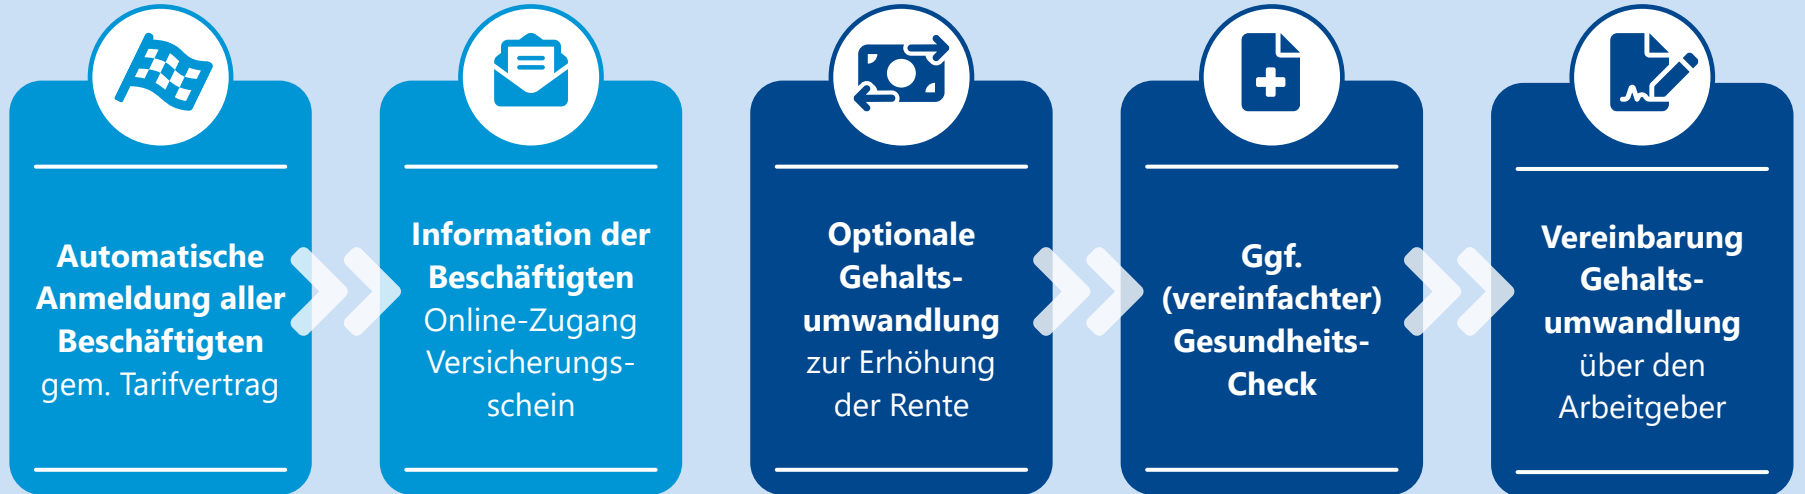 Automatische
Anmeldung aller
Beschäftigten
gem. Tarifvertrag
Information der
Beschäftigten
Online-Zugang
Versicherungs-
schein
Optionale
Gehalts-
umwandlung
zur Erhöhung
der Rente
Ggf.
(vereinfachter)
Gesundheits-
Check
Vereinbarung
Gehalts-
umwandlung
über den
Arbeitgeber